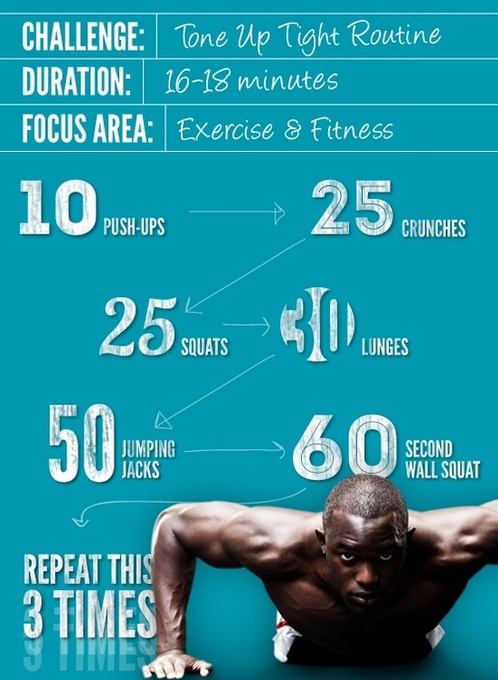 CHALLENGE: Tone Up Tight Routine
DURATION: 16-18 minutes
FOCUS AREA: Exercise & Fitness
10 PUSH-UPS
25 CRUNCHES
25 SQUATS
30 LUNGES
50 JUMPING JACKS
60 SECOND WALL SQUAT
REPEAT THIS
3 TIMES